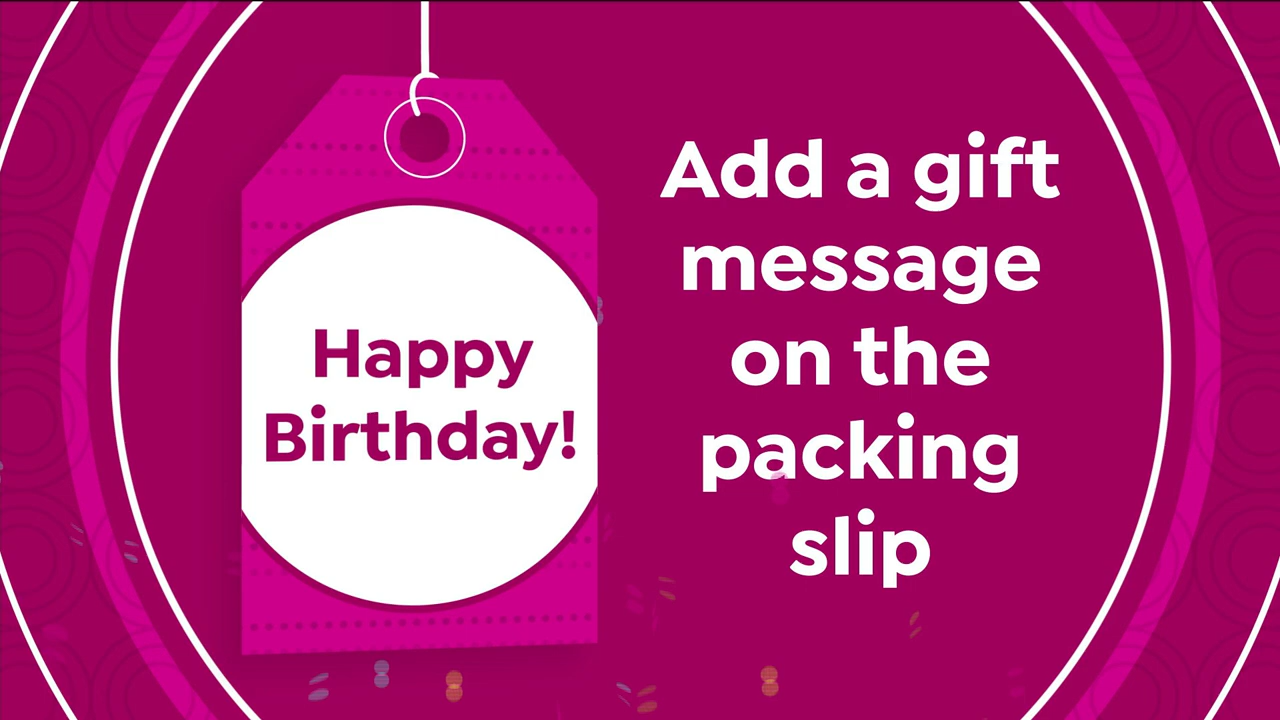 Happy
Birthday!
Add a gift
message
on the
packing
slip